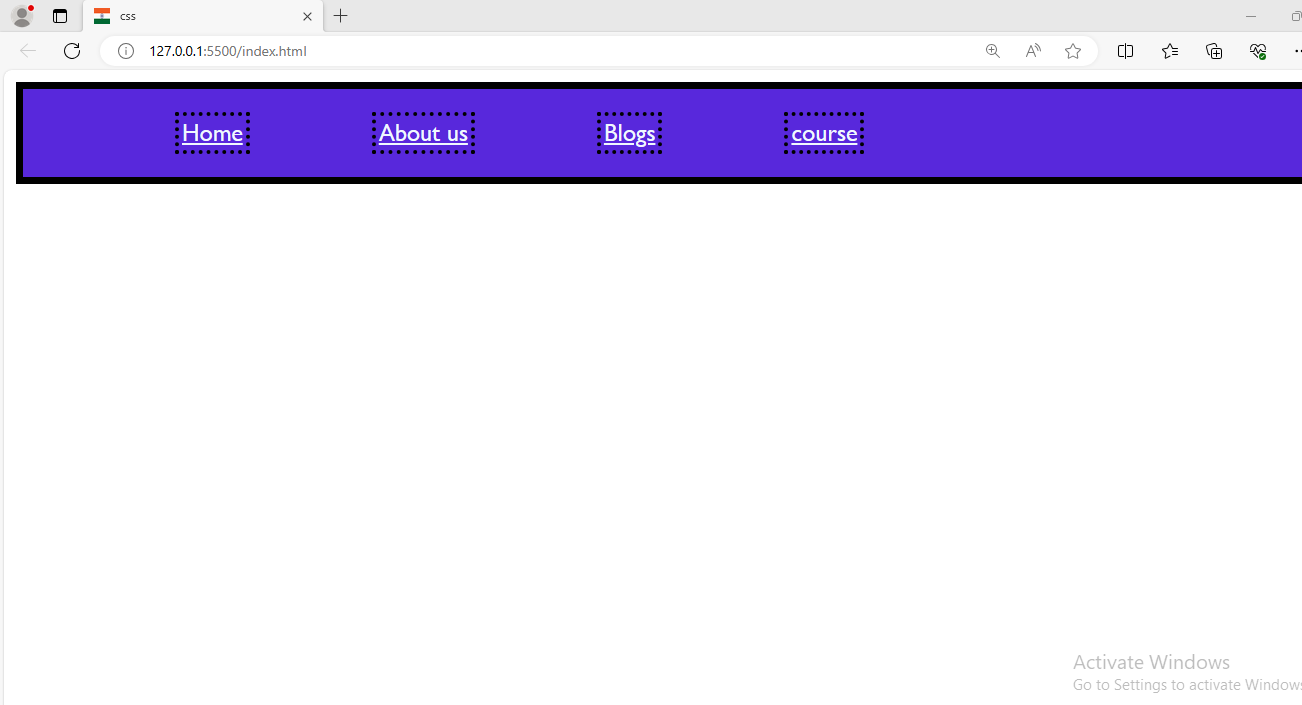 css
127.0.0.1:5500/index.html
Home About us Blogs course
Activate Windows
Go to Settings to activate Windows